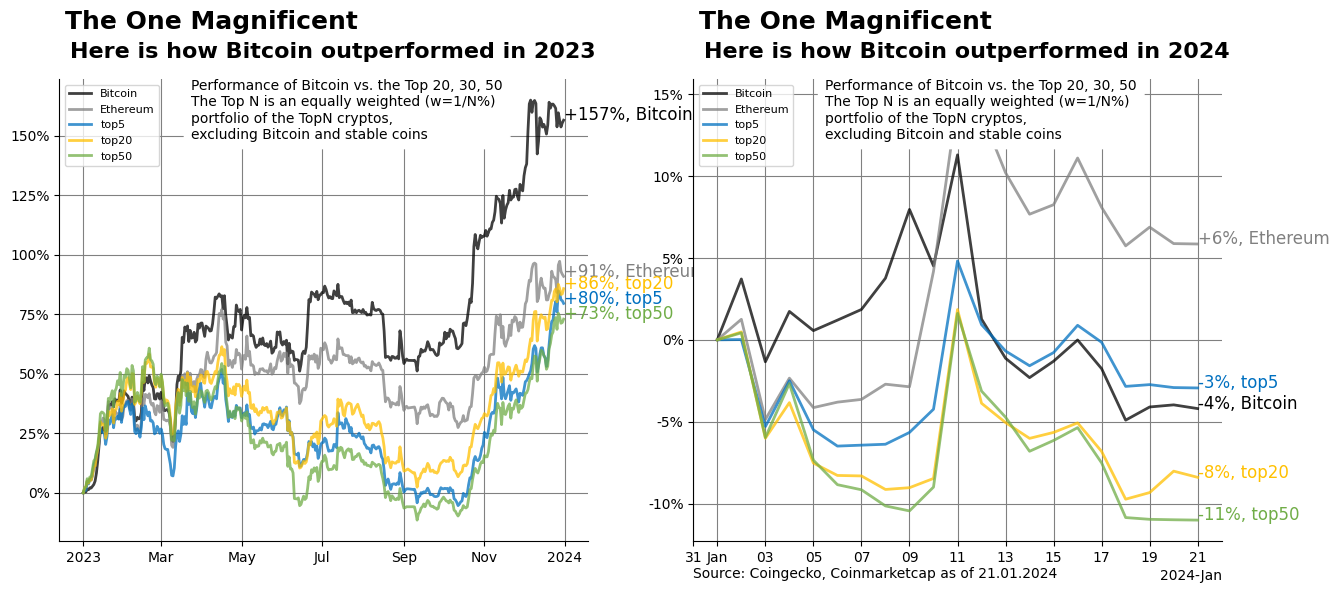 The One Magnificent
Here is how Bitcoin outperformed in 2023
Performance of Bitcoin vs. the Top 20, 30, 50
The Top N is an equally weighted (w=1/N%)
portfolio of the TopN cryptos,
excluding Bitcoin and stable coins
Bitcoin
Ethereum
top5
top20
top50
150%
125%
100%
75%
50%
25%
0%
+157%, Bitcoin
+91%, Ethereum
+86%, top20
+80%, top5
+73%, top50
2023 Mar May Jul Sep Nov 2024
The One Magnificent
Here is how Bitcoin outperformed in 2024
Performance of Bitcoin vs. the Top 20, 30, 50
The Top N is an equally weighted (w=1/N%)
portfolio of the TopN cryptos,
excluding Bitcoin and stable coins
Bitcoin
Ethereum
top5
top20
top50
15%
10%
5%
0%
-5%
-10%
+6%, Ethereum
-3%, top5
-4%, Bitcoin
-8%, top20
-11%, top50
31 Jan 03 05 07 09 11 13 15 17 19 21
2024-Jan
Source: Coingecko, Coinmarketcap as of 21.01.2024